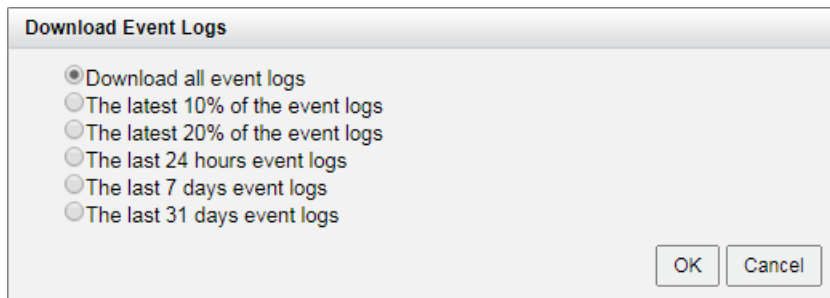 Download Event Logs
Download all event logs
The latest 10% of the event logs
The latest 20% of the event logs
The last 24 hours event logs
The last 7 days event logs
The last 31 days event logs
OK Cancel